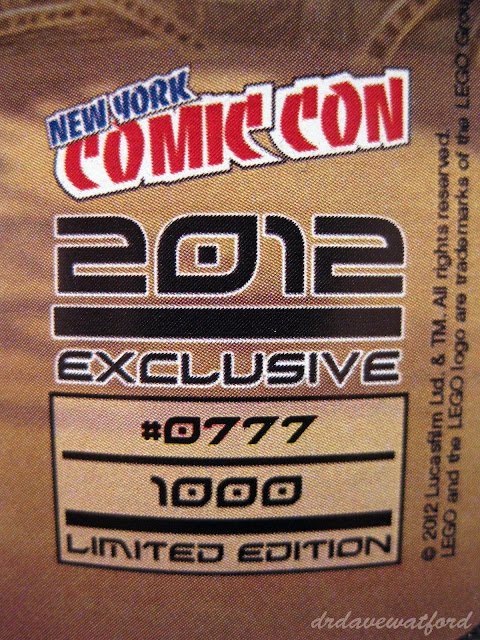 NEW YORK
COMIC CON
2012
EXCLUSIVE
#0777
1000
LIMITED EDITION
© 2012 Lucasfilm Ltd. & TM. All rights reserved.
LEGO and the LEGO logo are trademarks of the LEGO Group
drdavewatford